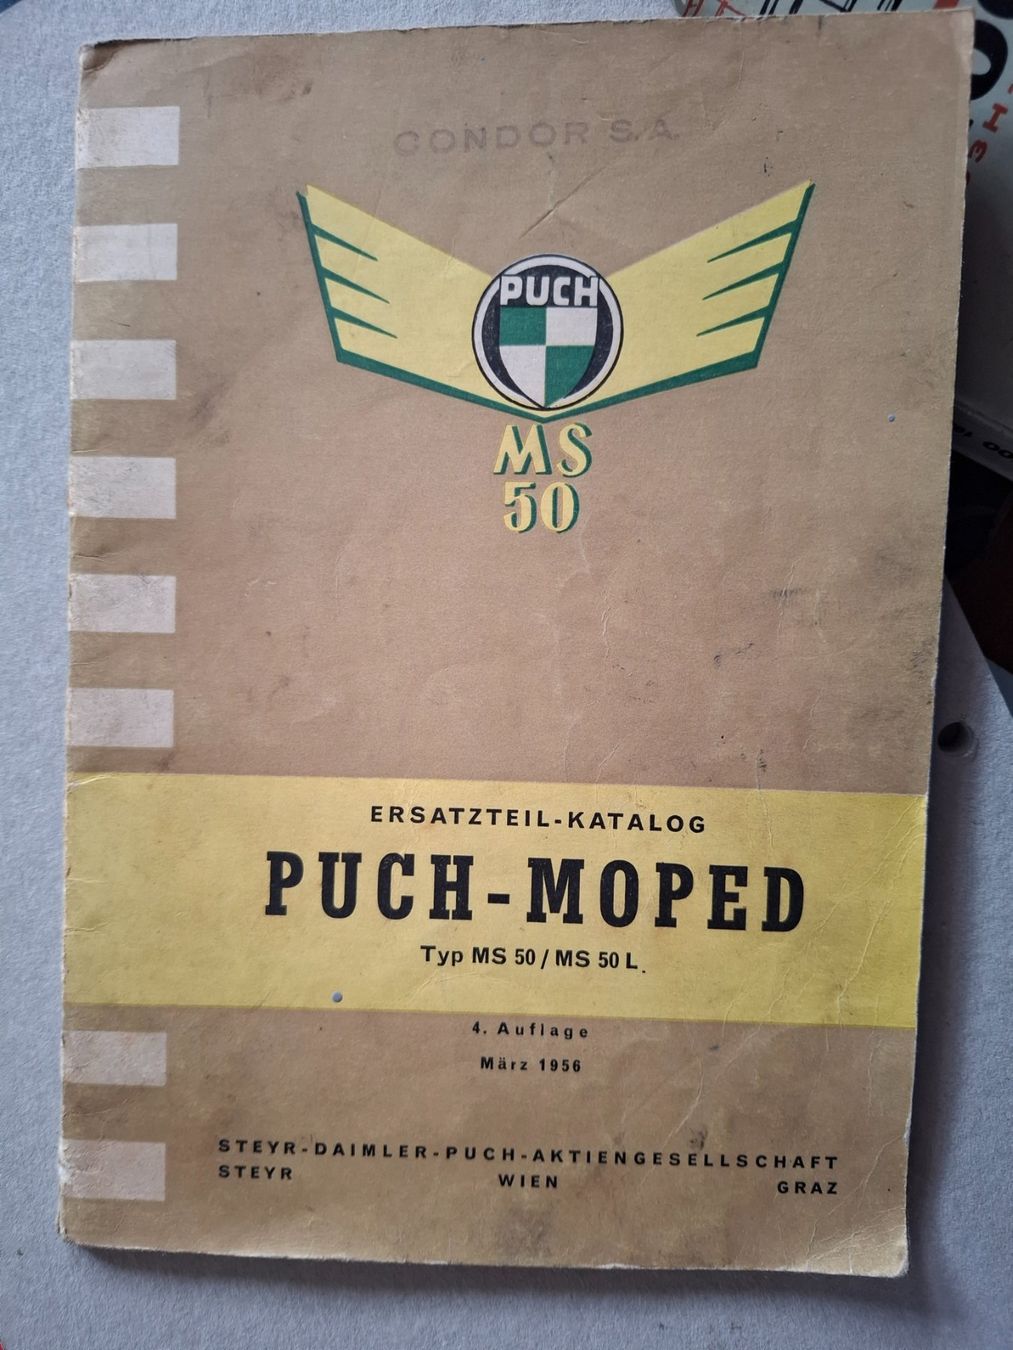 CONDOR S.A.
PUCH
MS
50
ERSATZTEIL-KATALOG
PUCH-MOPED
Typ MS 50/MS 50 L.
4. Auflage
März 1956
STEYR-DAIMLER-PUCH-AKTIENGESELLSCHAFT
STEYR WIEN GRAZ